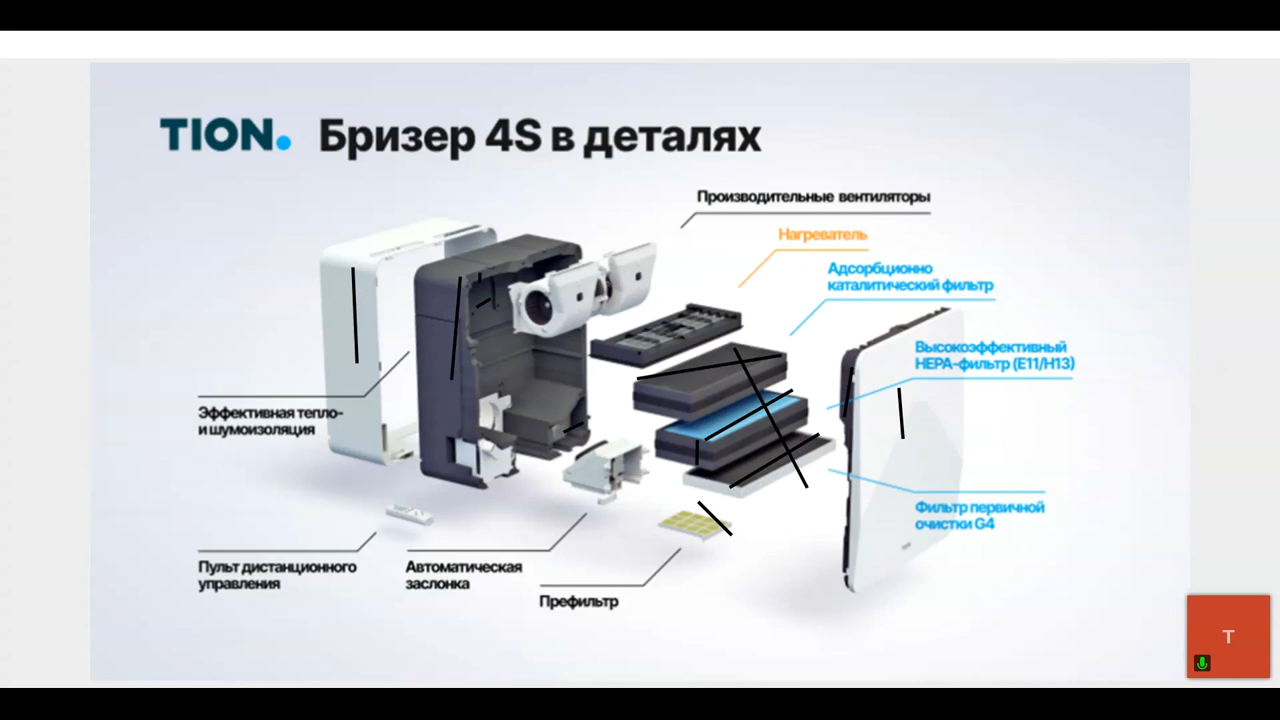 TION. Бризер 4S в деталях
Производительные вентиляторы
Нагреватель
Адсорбционно
каталитический фильтр
Высокоэффективный
HEPA-фильтр (E11/H13)
Эффективная тепло-
и шумоизоляция
Фильтр первичной
очистки G4
Пульт дистанционного
управления
Автоматическая
заслонка
Префильтр
T